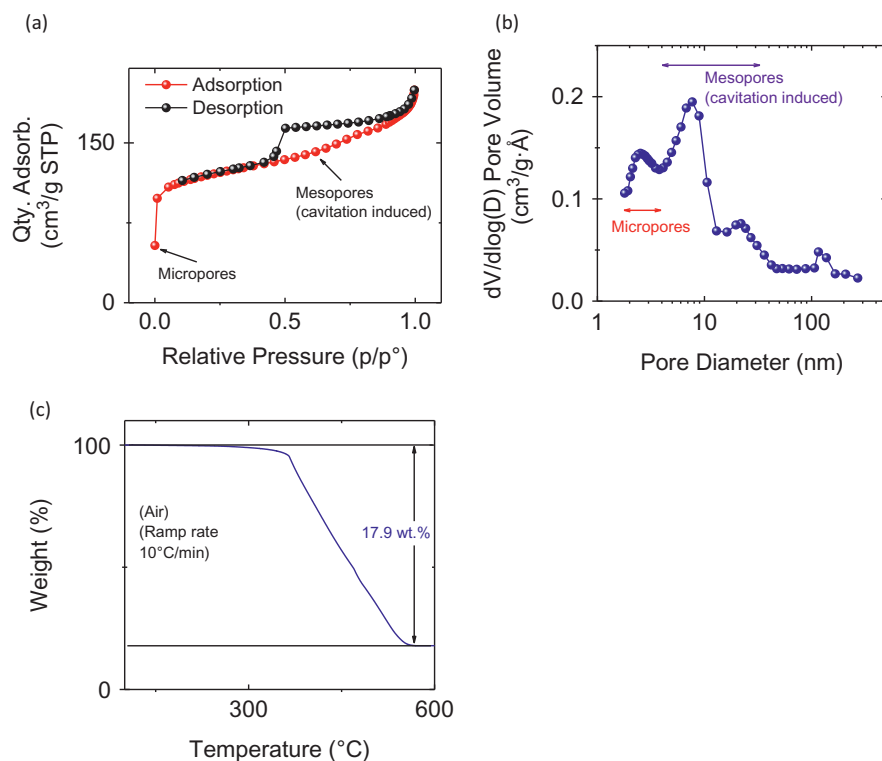 (a)
Qty. Adsorb.
(cm³/g STP)
150
0
Adsorption
Desorption
Mesopores
(cavitation induced)
Micropores
0.0 0.5 1.0
Relative Pressure (p/p°)
(b)
dV/dlog(D) Pore Volume
(cm³/g·Å)
0.2
0.1
0.0
Mesopores
(cavitation induced)
Micropores
1 10 100
Pore Diameter (nm)
(c)
Weight (%)
100
0
(Air)
(Ramp rate
10°C/min)
17.9 wt.%
300 600
Temperature (°C)